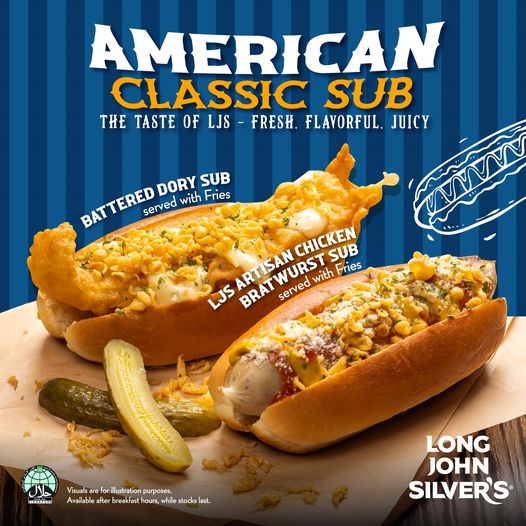 AMERICAN
CLASSIC SUB
THE TASTE OF LJS - FRESH, FLAVORFUL, JUICY
BATTERED DORY SUB
served with Fries
LJS ARTISAN CHICKEN
BRATWURST SUB
served with Fries
LONG
JOHN
SILVER'S®
حلال
Visuals are for illustration purposes.
Available after breakfast hours, while stocks last.